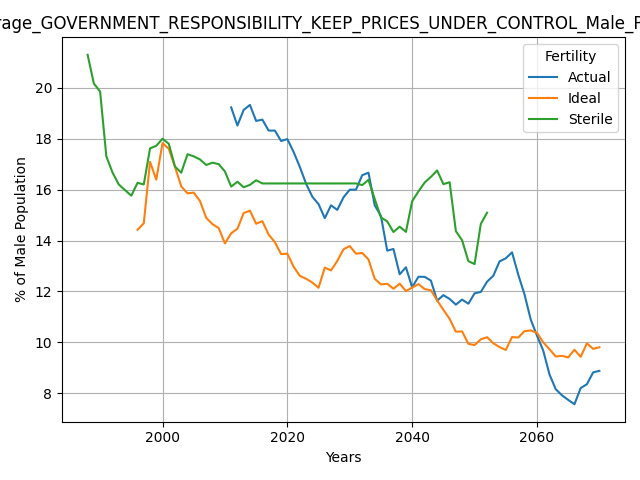 rage_GOVERNMENT_RESPONSIBILITY_KEEP_PRICES_UNDER_CONTROL_Male_P
Fertility
Actual
Ideal
Sterile
% of Male Population
20
18
16
14
12
10
8
2000
2020
2040
2060
Years